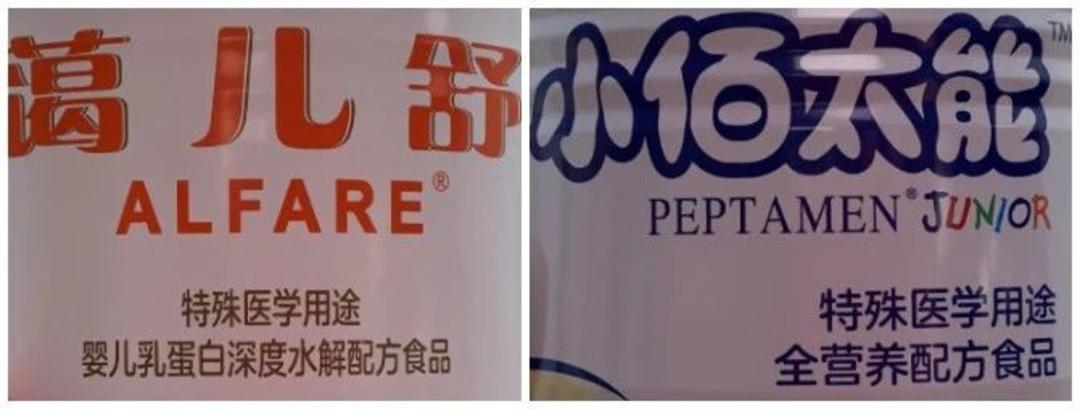 蔼儿舒
ALFARE®
特殊医学用途
婴儿乳蛋白深度水解配方食品
小佰太能™
PEPTAMEN® JUNIOR
特殊医学用途
全营养配方食品